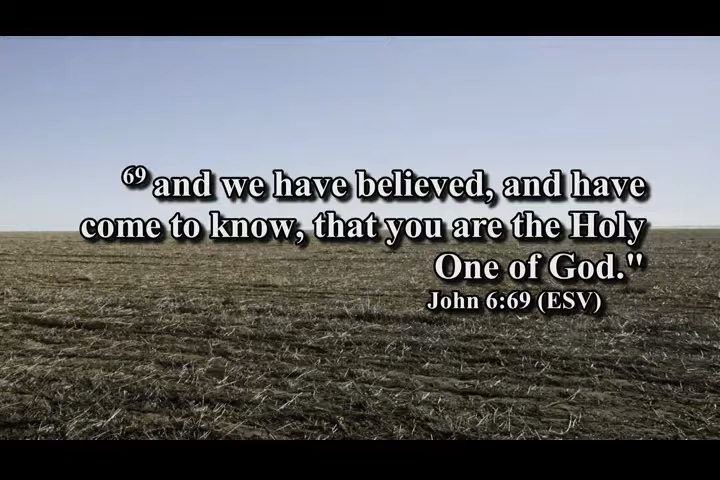 69 and we have believed, and have
come to know, that you are the Holy
One of God."
John 6:69 (ESV)